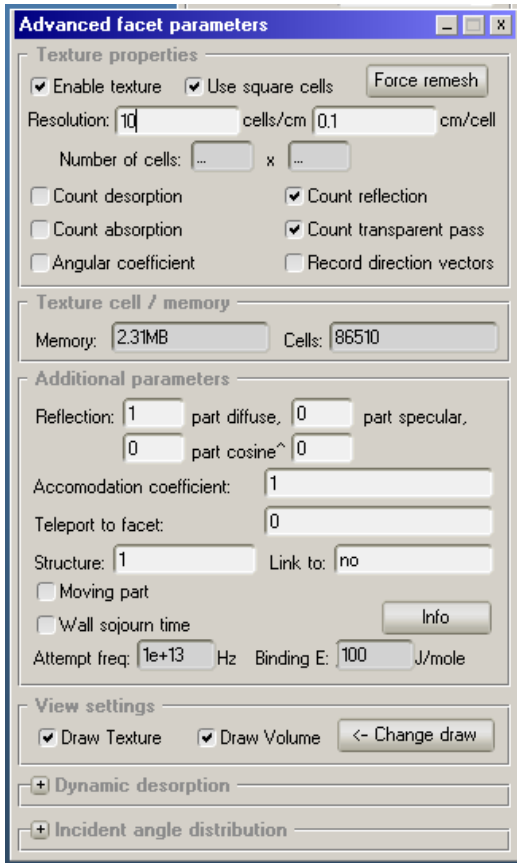 Advanced facet parameters
Texture properties
Enable texture Use square cells Force remesh
Resolution: 10 cells/cm 0.1 cm/cell
Number of cells: ... x ...
Count desorption Count reflection
Count absorption Count transparent pass
Angular coefficient Record direction vectors
Texture cell / memory
Memory: 2.31MB Cells: 86510
Additional parameters
Reflection: 1 part diffuse, 0 part specular,
0 part cosine^ 0
Accomodation coefficient: 1
Teleport to facet: 0
Structure: 1 Link to: no
Moving part
Wall sojourn time Info
Attempt freq: 1e+13 Hz Binding E: 100 J/mole
View settings
Draw Texture Draw Volume <- Change draw
Dynamic desorption
Incident angle distribution